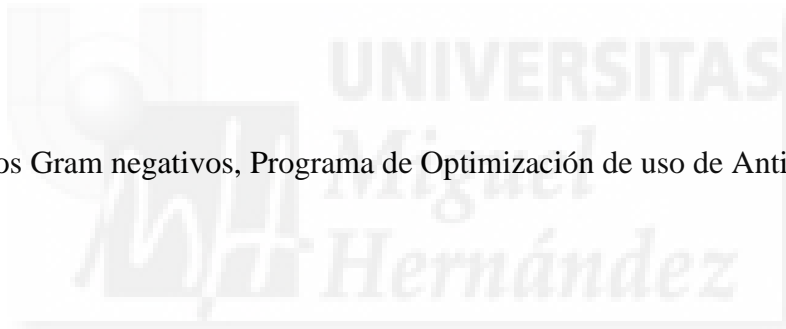 UNIVERSITAS
os Gram negativos, Programa de Optimización de uso de Anti
Miguel
Hernández